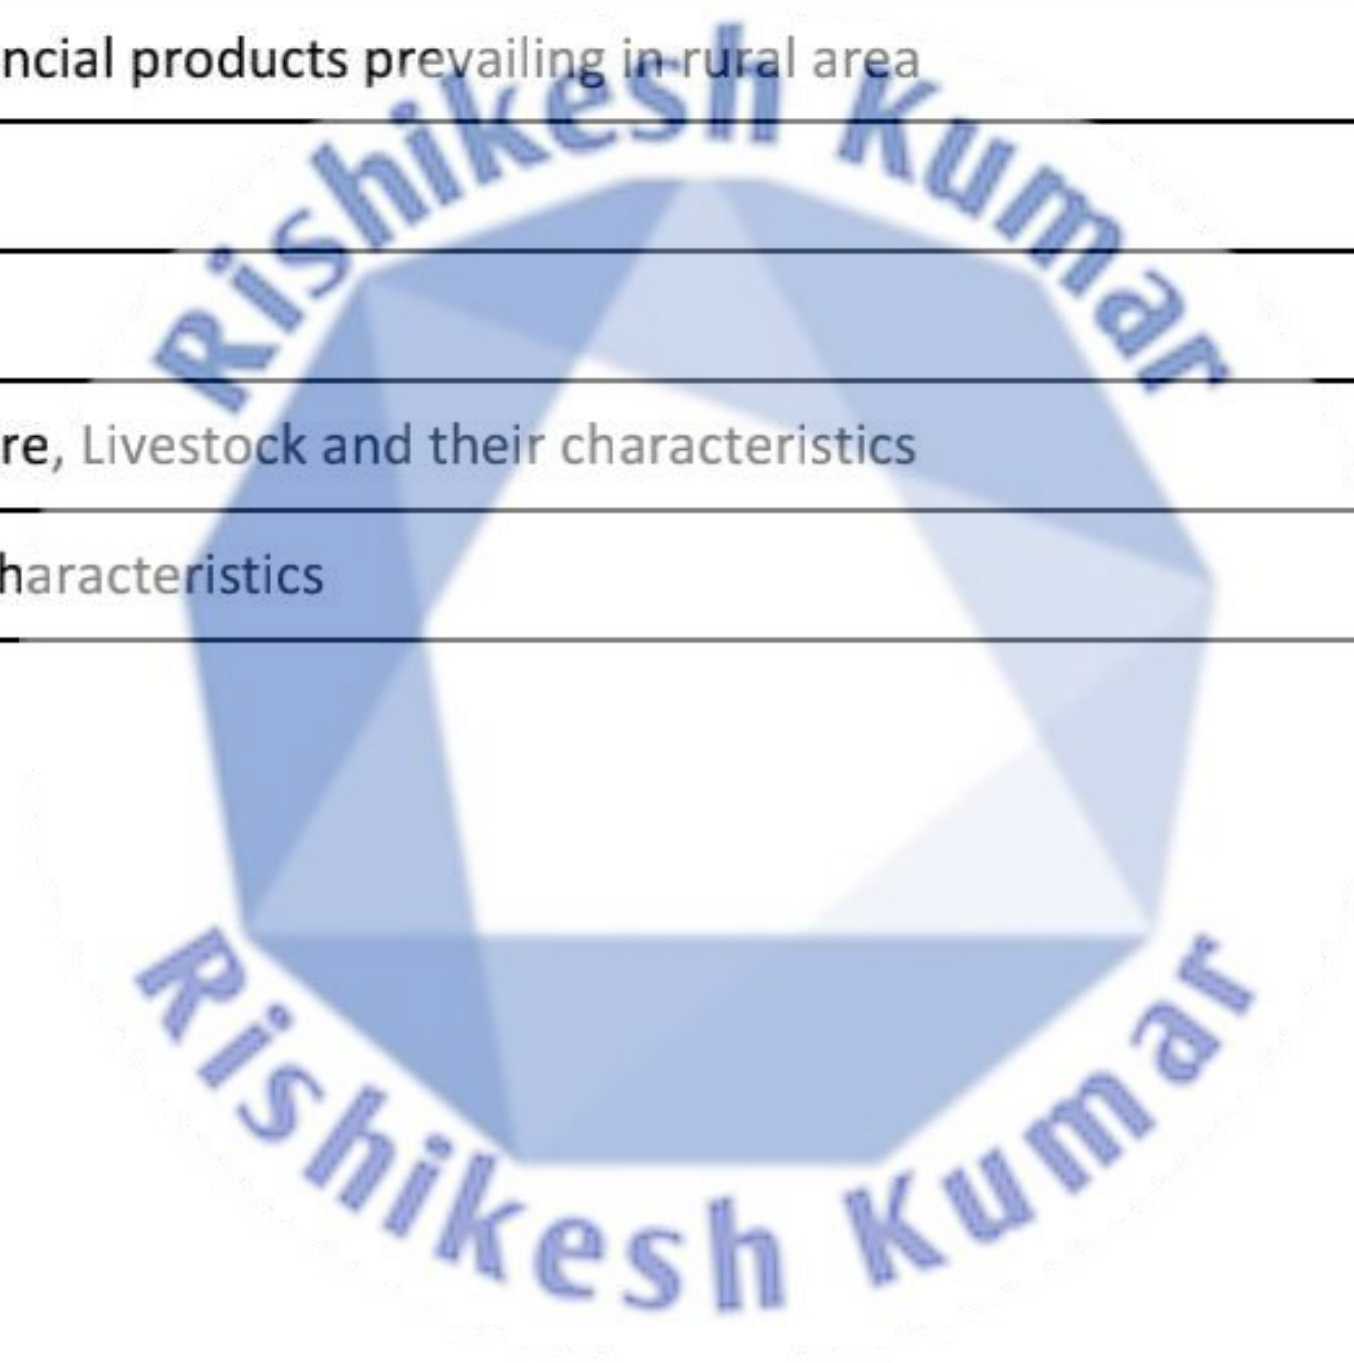 ncial products prevailing in rural area
Rishikesh Kumar
re, Livestock and their characteristics
haracteristics
Rishikesh Kumar